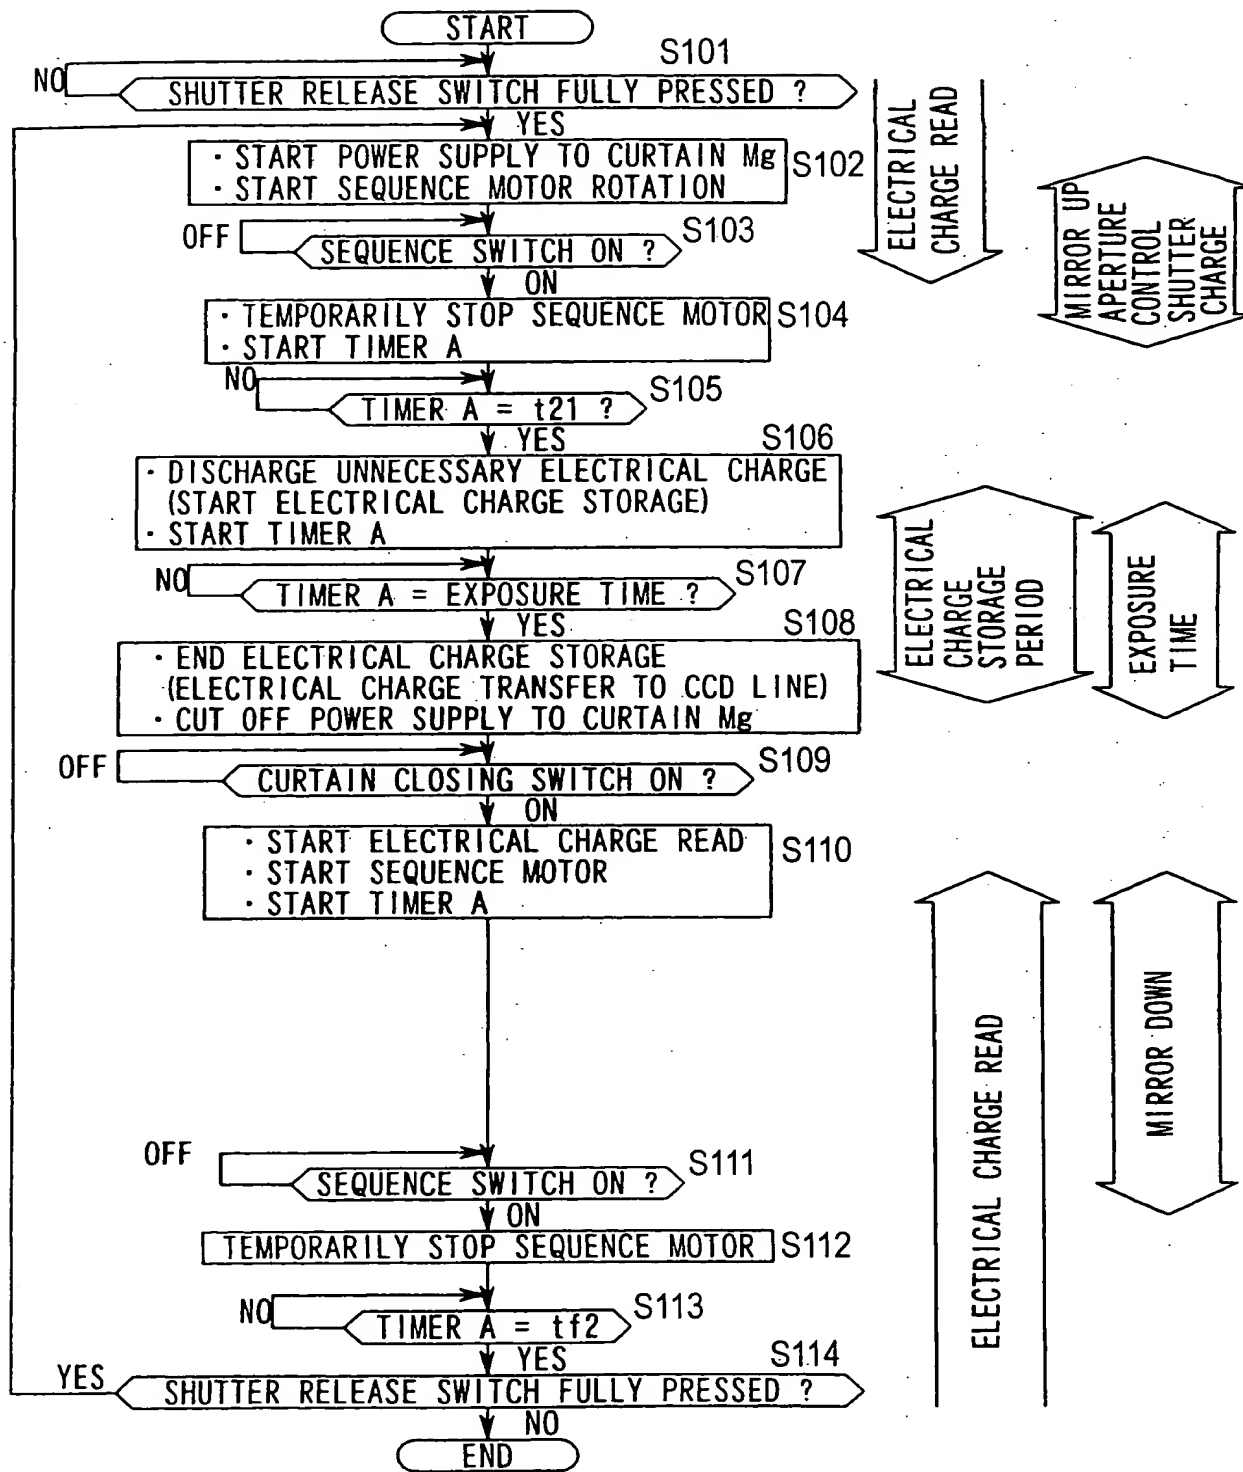 START
S101
NO
SHUTTER RELEASE SWITCH FULLY PRESSED ?
YES
· START POWER SUPPLY TO CURTAIN Mg
· START SEQUENCE MOTOR ROTATION
S102
OFF
SEQUENCE SWITCH ON ?
S103
ON
· TEMPORARILY STOP SEQUENCE MOTOR
· START TIMER A
S104
NO
TIMER A = t21 ?
S105
YES
S106
· DISCHARGE UNNECESSARY ELECTRICAL CHARGE
(START ELECTRICAL CHARGE STORAGE)
· START TIMER A
NO
TIMER A = EXPOSURE TIME ?
S107
YES
S108
· END ELECTRICAL CHARGE STORAGE
(ELECTRICAL CHARGE TRANSFER TO CCD LINE)
· CUT OFF POWER SUPPLY TO CURTAIN Mg
OFF
CURTAIN CLOSING SWITCH ON ?
S109
ON
· START ELECTRICAL CHARGE READ
· START SEQUENCE MOTOR
· START TIMER A
S110
OFF
SEQUENCE SWITCH ON ?
S111
ON
TEMPORARILY STOP SEQUENCE MOTOR
S112
NO
TIMER A = tf2
S113
YES
S114
YES
SHUTTER RELEASE SWITCH FULLY PRESSED ?
NO
END
ELECTRICAL
CHARGE READ
MIRROR UP
APERTURE
CONTROL
SHUTTER
CHARGE
ELECTRICAL
CHARGE
STORAGE
PERIOD
EXPOSURE
TIME
ELECTRICAL CHARGE READ
MIRROR DOWN